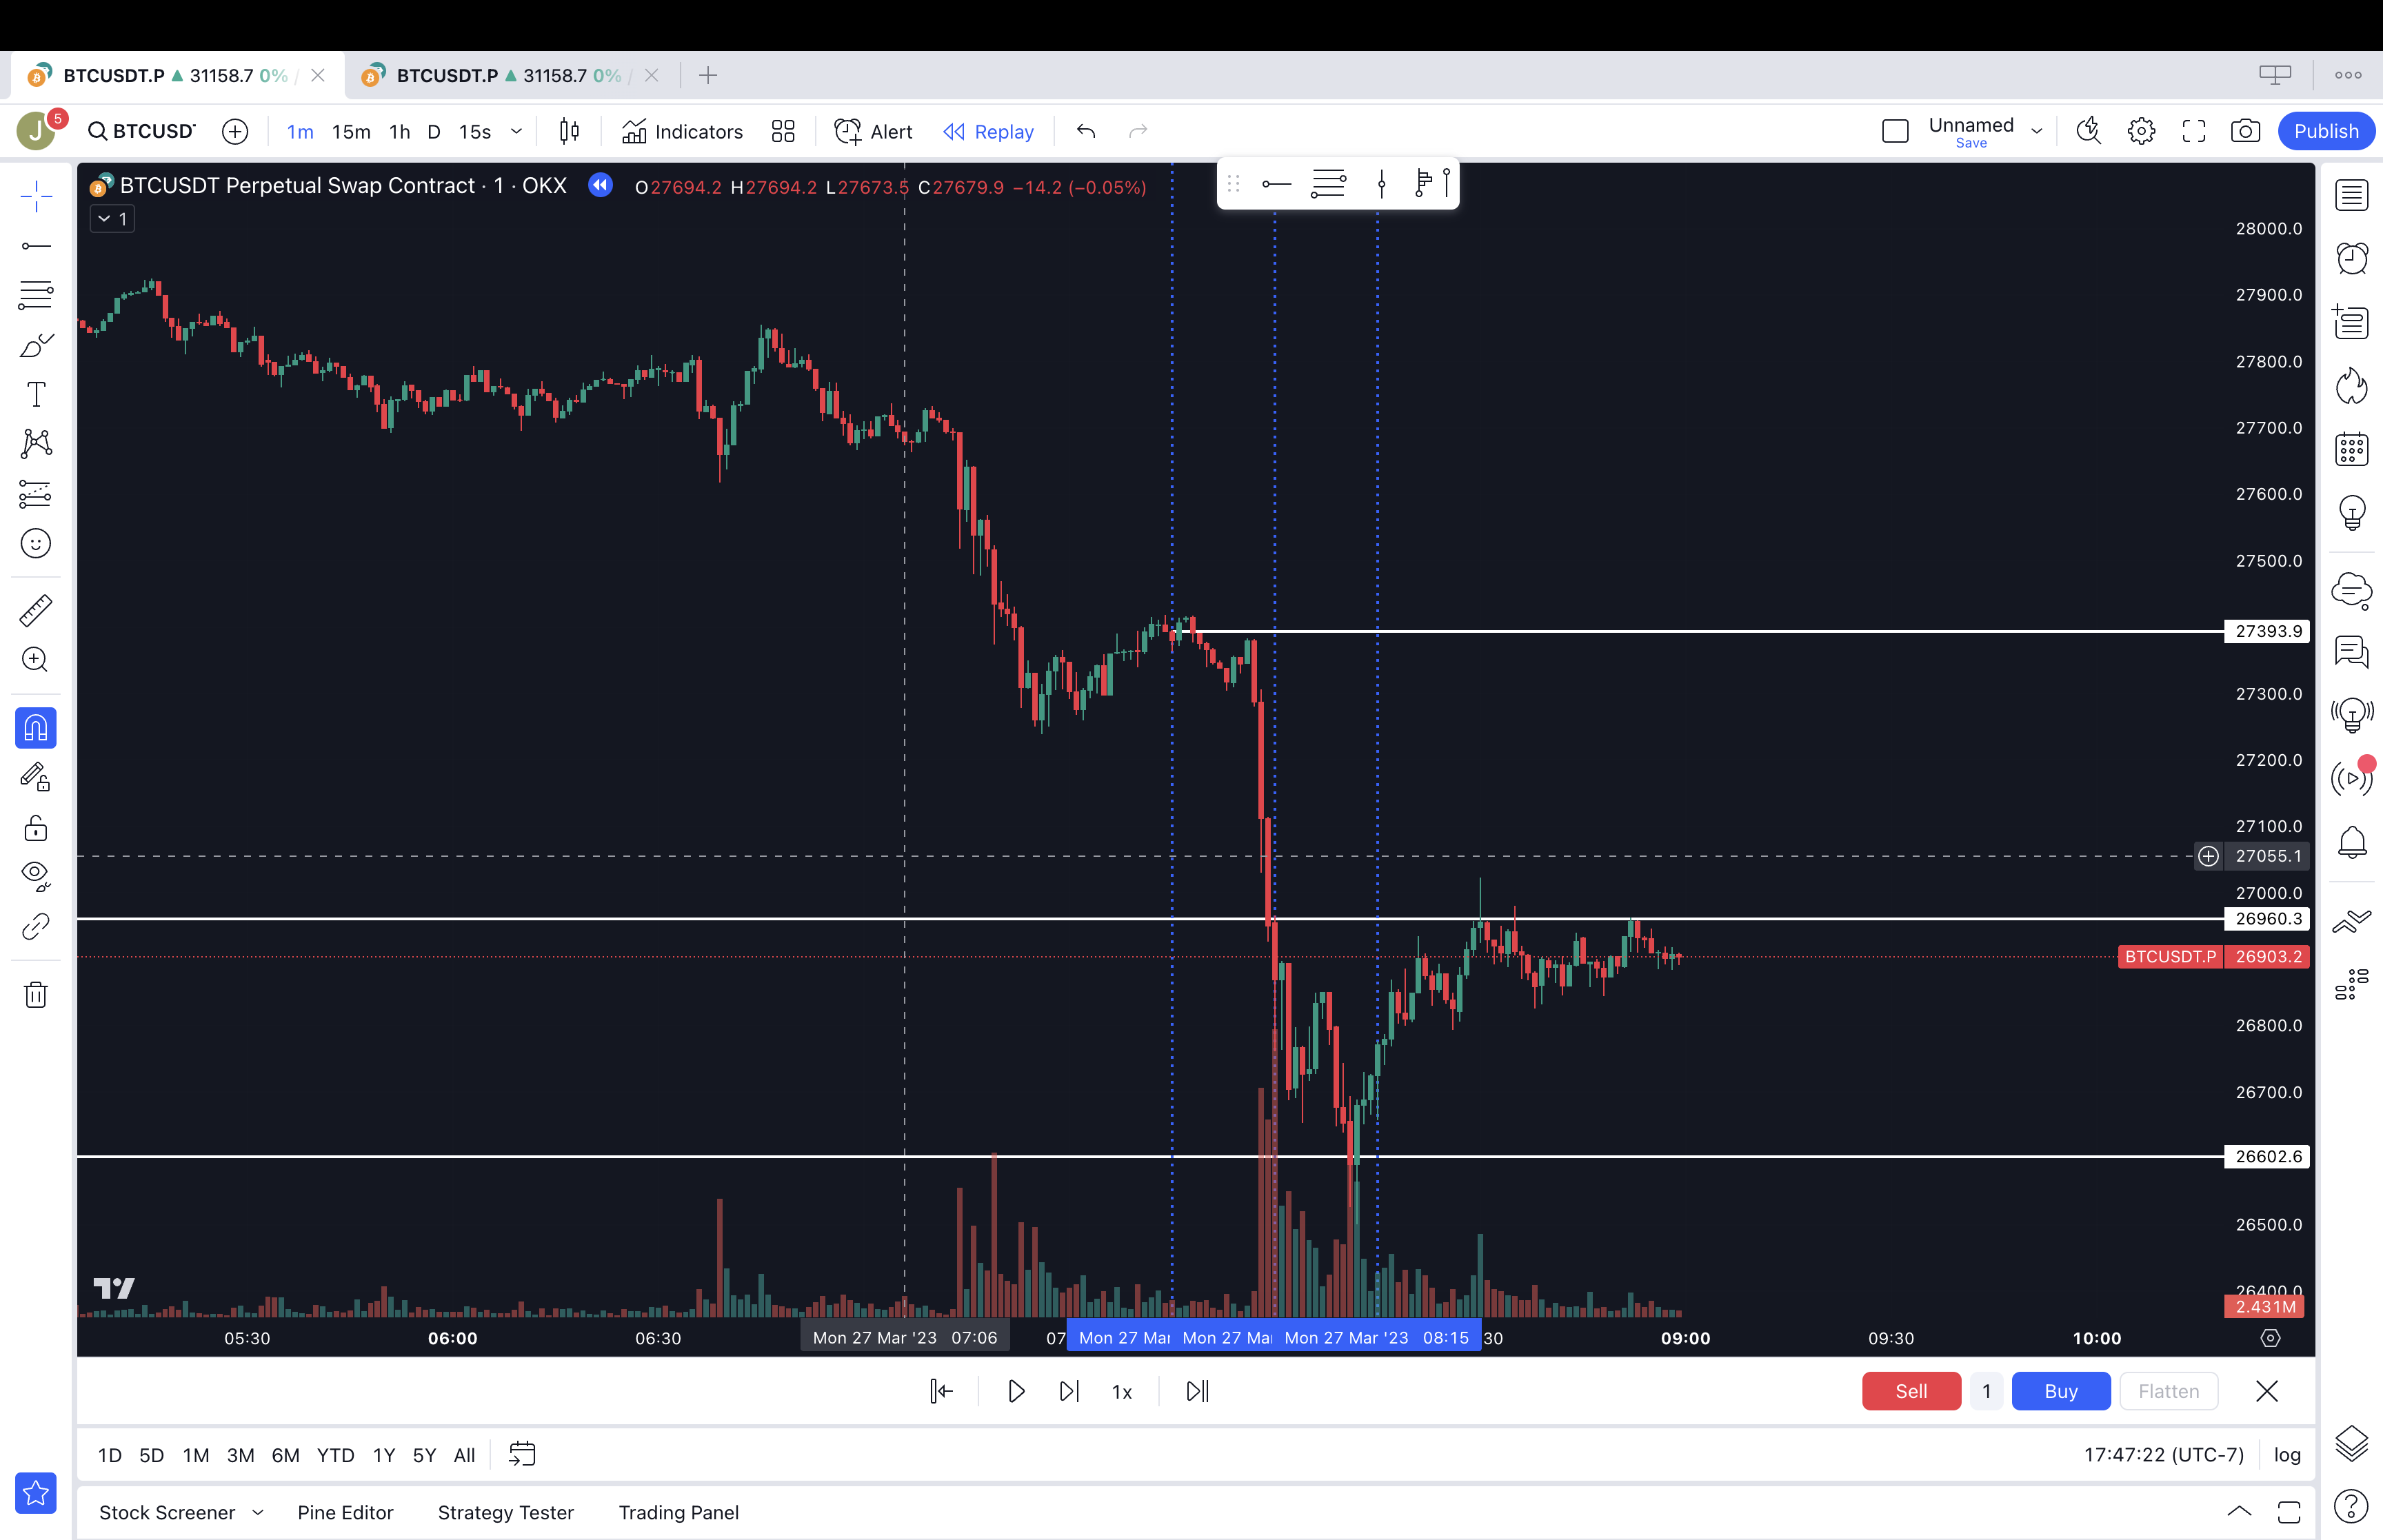 BTCUSDT.P ▲ 31158.7 0% /
BTCUSDT.P ▲ 31158.7 0% /
J 5 BTCUSD 1m 15m 1h D 15s Indicators Alert Replay Unnamed Save Publish
BTCUSDT Perpetual Swap Contract · 1 · OKX O27694.2 H27694.2 L27673.5 C27679.9 −14.2 (−0.05%)
1
28000.0
27900.0
27800.0
27700.0
27600.0
27500.0
27393.9
27300.0
27200.0
27100.0
27055.1
27000.0
26960.3
BTCUSDT.P 26903.2
26800.0
26700.0
26602.6
26500.0
26400.0
2.431M
05:30 06:00 06:30 Mon 27 Mar '23 07:06 07 Mon 27 Mar Mon 27 Mar Mon 27 Mar '23 08:15 30 09:00 09:30 10:00
1x Sell 1 Buy Flatten
1D 5D 1M 3M 6M YTD 1Y 5Y All 17:47:22 (UTC-7) log
Stock Screener Pine Editor Strategy Tester Trading Panel